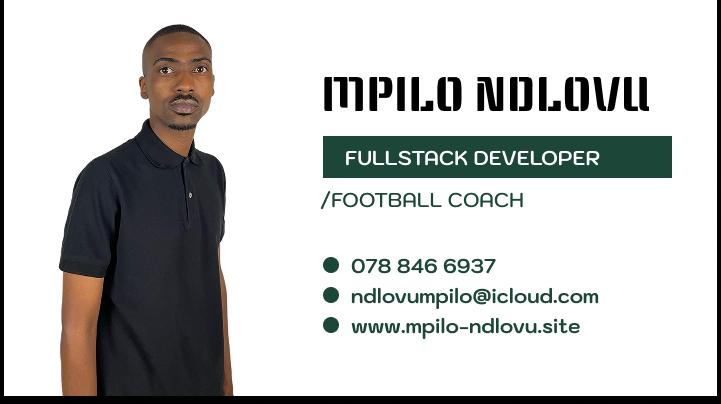 MPILO NDLOVU
FULLSTACK DEVELOPER
/FOOTBALL COACH
078 846 6937
ndlovumpilo@icloud.com
www.mpilo-ndlovu.site